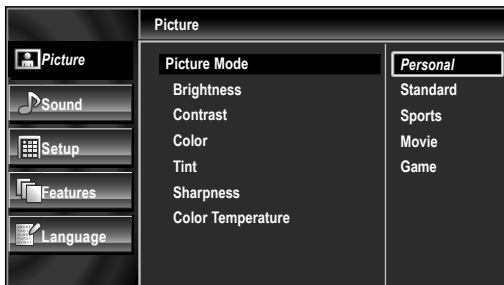 Picture
Picture
Sound
Setup
Features
Language
Picture Mode
Brightness
Contrast
Color
Tint
Sharpness
Color Temperature
Personal
Standard
Sports
Movie
Game